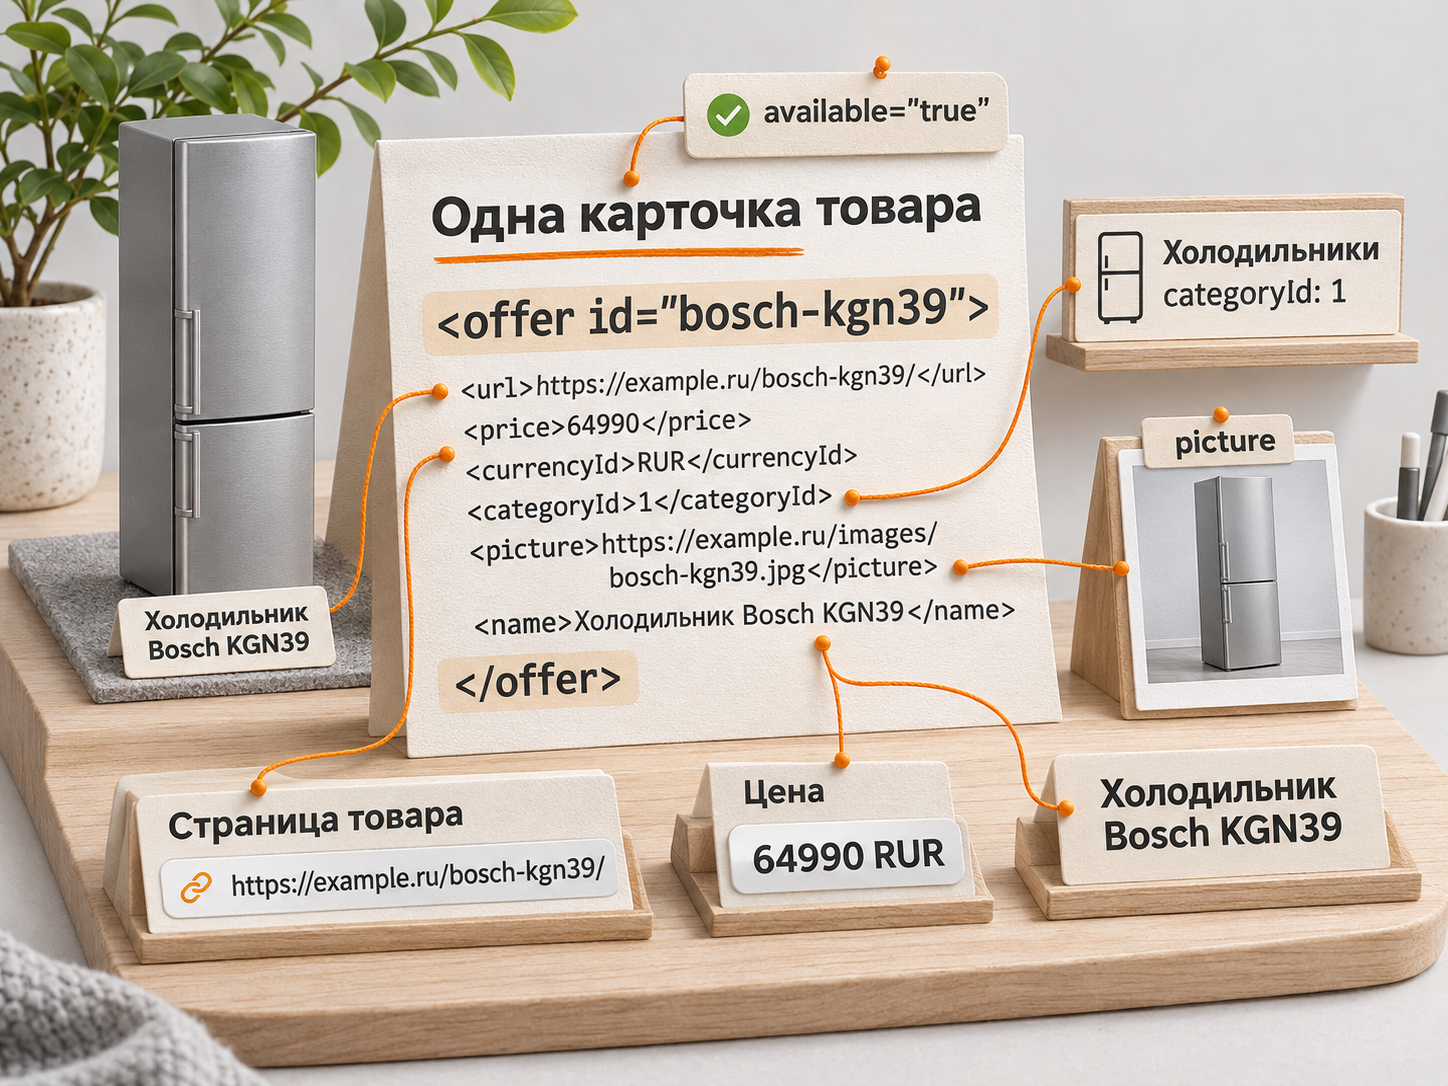 available="true"
Одна карточка товара
<offer id="bosch-kgn39">
<url>https://example.ru/bosch-kgn39/</url>
<price>64990</price>
<currencyId>RUR</currencyId>
<categoryId>1</categoryId>
<picture>https://example.ru/images/
bosch-kgn39.jpg</picture>
<name>Холодильник Bosch KGN39</name>
</offer>
Холодильники
categoryId: 1
picture
Холодильник
Bosch KGN39
Страница товара
https://example.ru/bosch-kgn39/
Цена
64990 RUR
Холодильник
Bosch KGN39